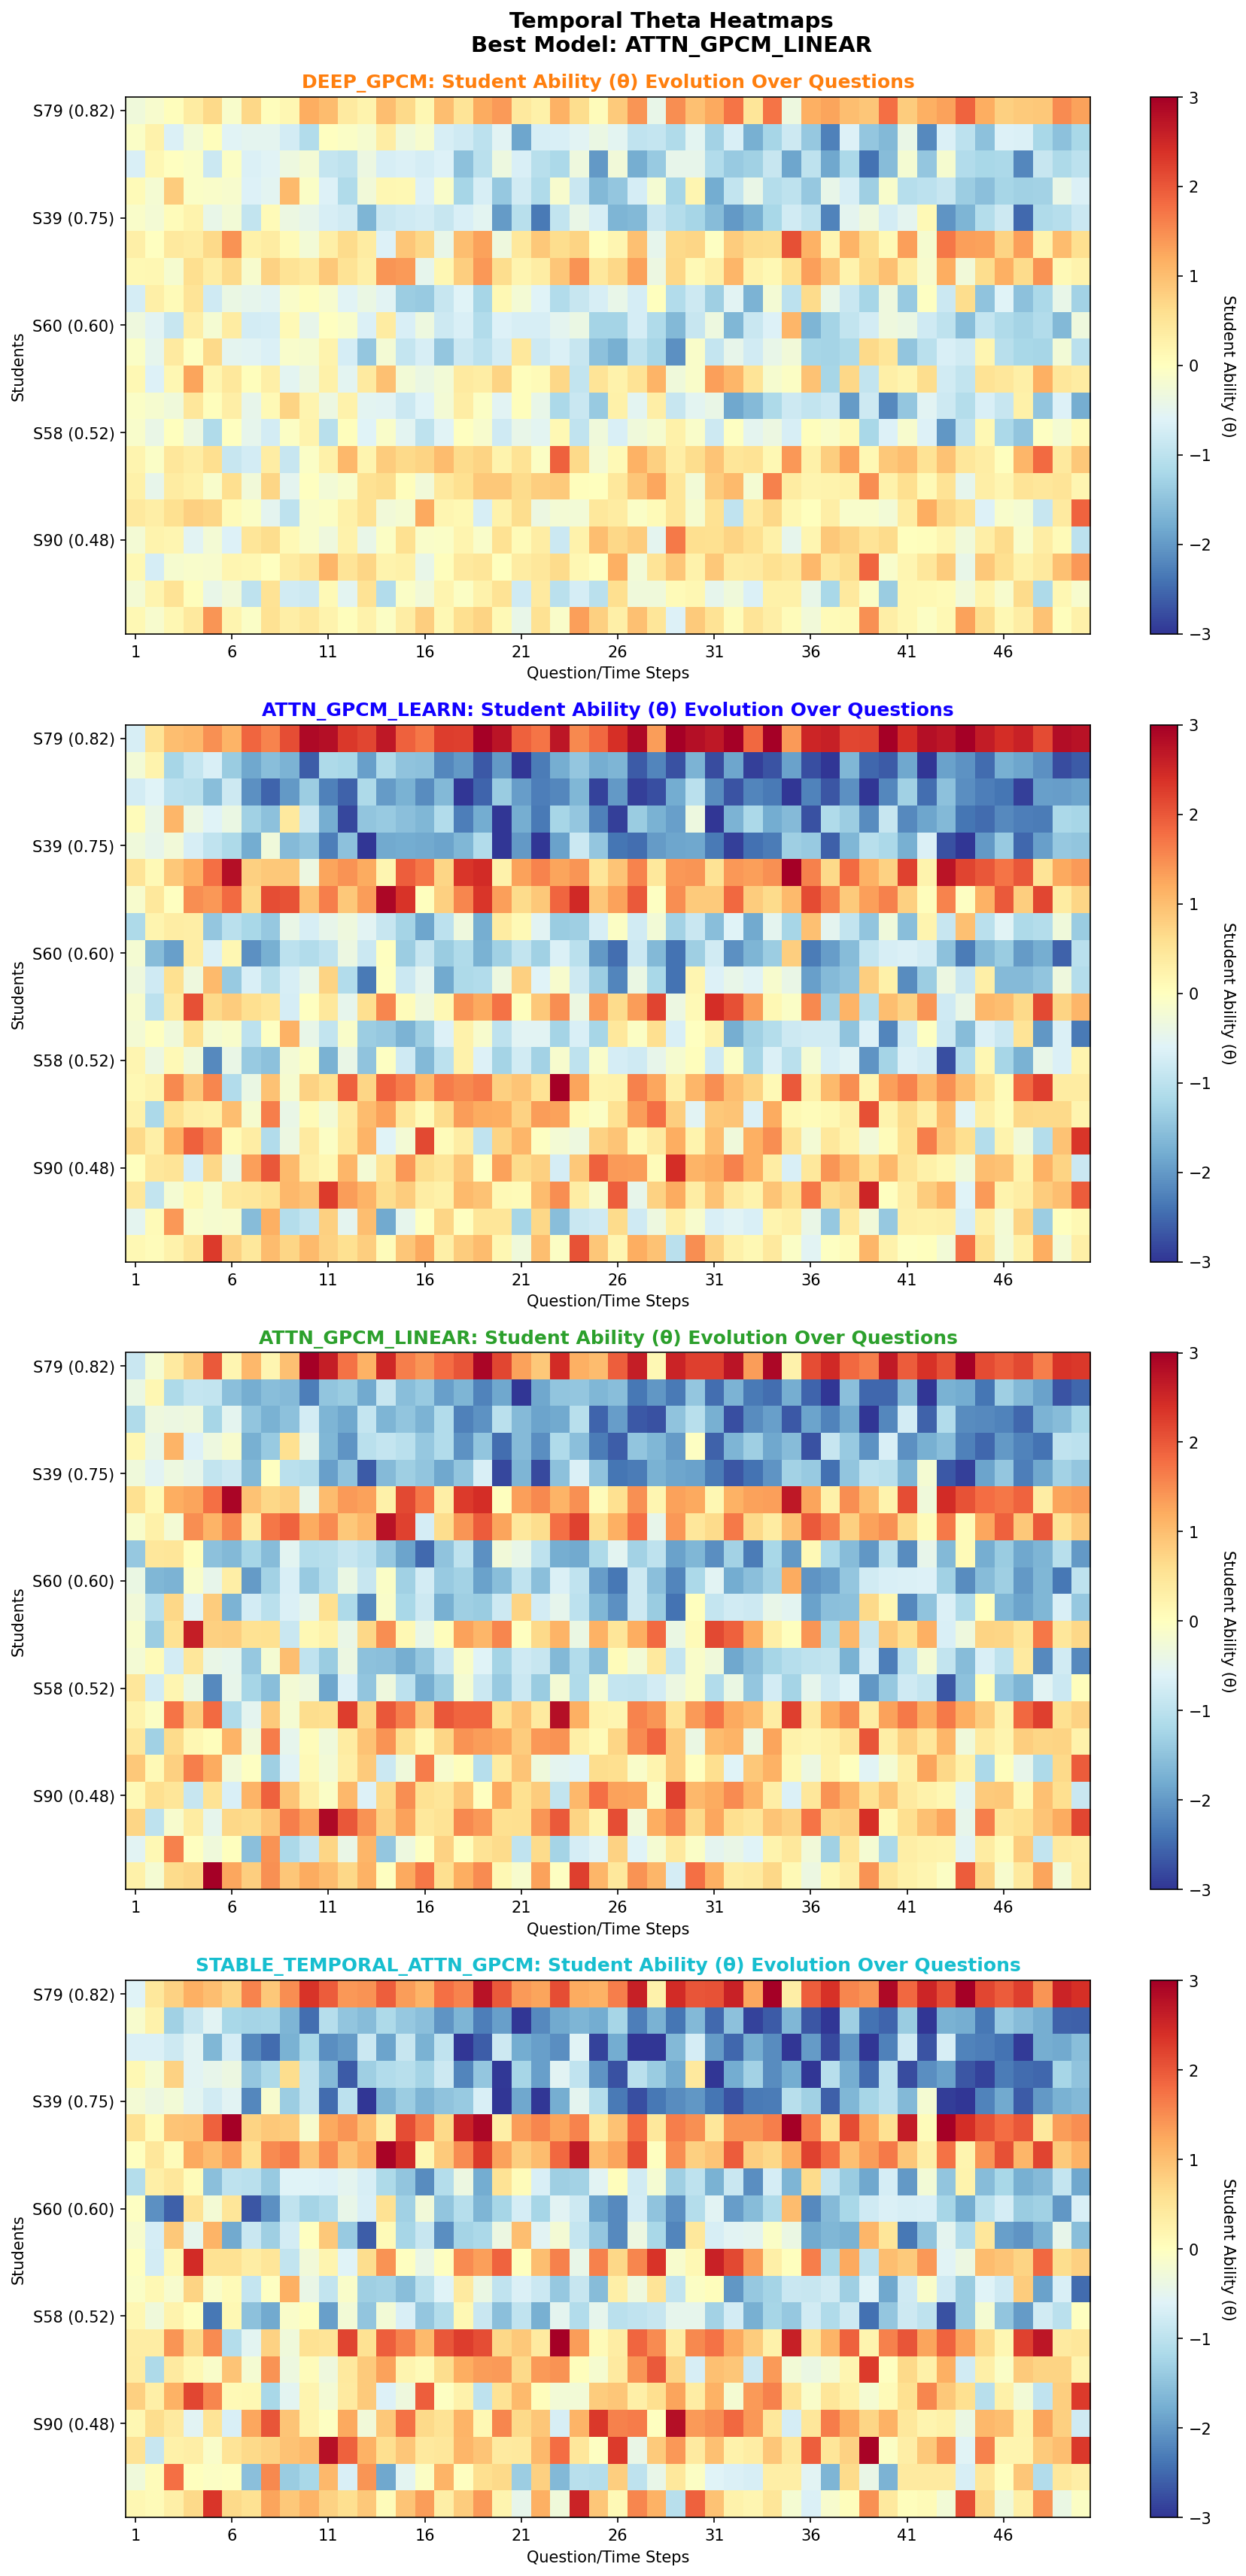 Temporal Theta Heatmaps
Best Model: ATTN_GPCM_LINEAR
DEEP_GPCM: Student Ability (θ) Evolution Over Questions
S79 (0.82)
S39 (0.75)
S60 (0.60)
S58 (0.52)
S90 (0.48)
Students
1 6 11 16 21 26 31 36 41 46
Question/Time Steps
3
2
1
0
−1
−2
−3
Student Ability (θ)
ATTN_GPCM_LEARN: Student Ability (θ) Evolution Over Questions
S79 (0.82)
S39 (0.75)
S60 (0.60)
S58 (0.52)
S90 (0.48)
Students
1 6 11 16 21 26 31 36 41 46
Question/Time Steps
3
2
1
0
−1
−2
−3
Student Ability (θ)
ATTN_GPCM_LINEAR: Student Ability (θ) Evolution Over Questions
S79 (0.82)
S39 (0.75)
S60 (0.60)
S58 (0.52)
S90 (0.48)
Students
1 6 11 16 21 26 31 36 41 46
Question/Time Steps
3
2
1
0
−1
−2
−3
Student Ability (θ)
STABLE_TEMPORAL_ATTN_GPCM: Student Ability (θ) Evolution Over Questions
S79 (0.82)
S39 (0.75)
S60 (0.60)
S58 (0.52)
S90 (0.48)
Students
1 6 11 16 21 26 31 36 41 46
Question/Time Steps
3
2
1
0
−1
−2
−3
Student Ability (θ)